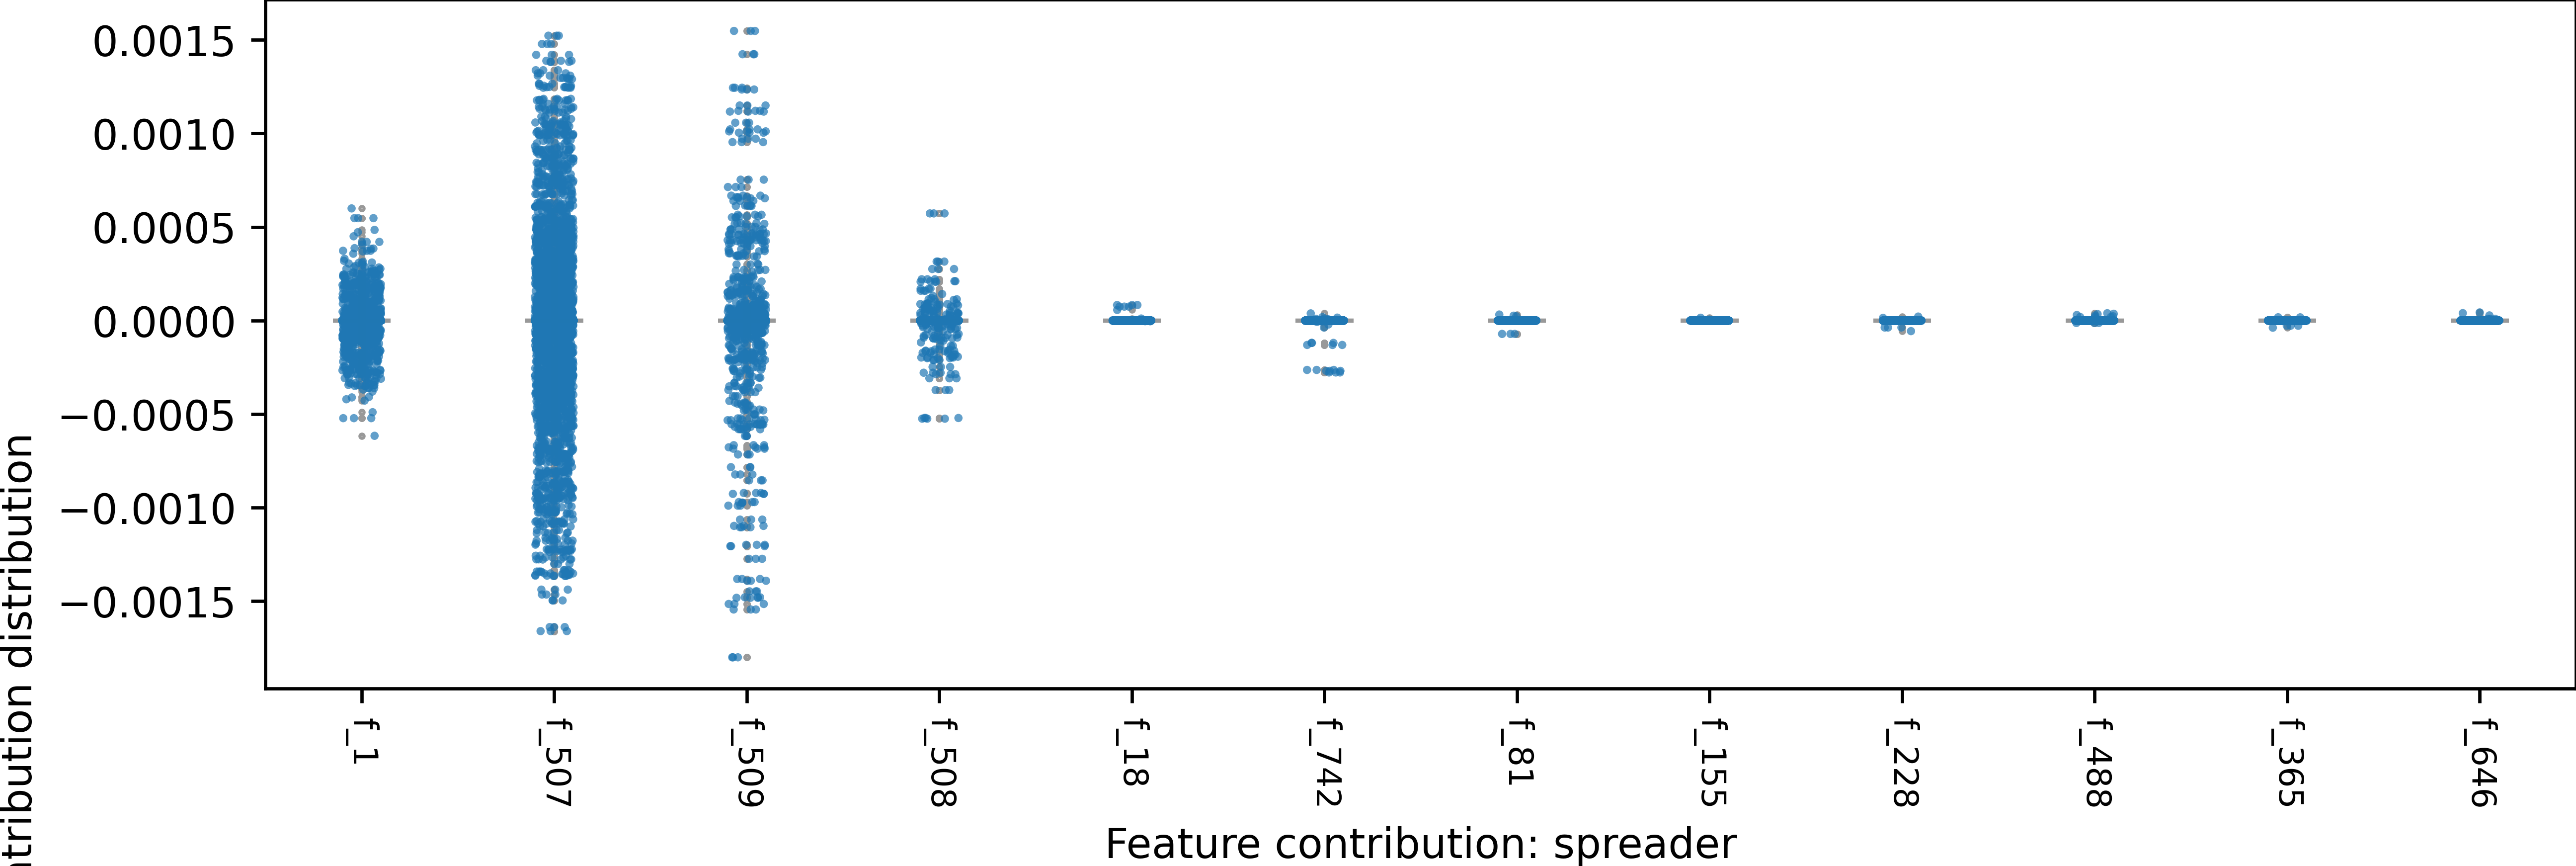 0.0015
0.0010
0.0005
0.0000
−0.0005
−0.0010
−0.0015
distribution
f_1
f_507
f_509
f_508
f_18
f_742
f_81
f_155
f_228
f_488
f_365
f_646
Feature contribution: spreader